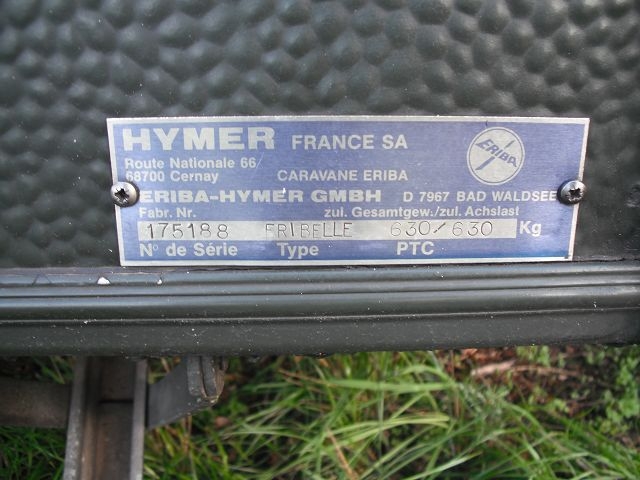 HYMER FRANCE SA
Route Nationale 66
68700 Cernay CARAVANE ERIBA
ERIBA
ERIBA-HYMER GMBH D 7967 BAD WALDSEE
Fabr. Nr. zul. Gesamtgew./zul. Achslast
175188 ERIBELLE 630/630 Kg
Nº de Série Type PTC